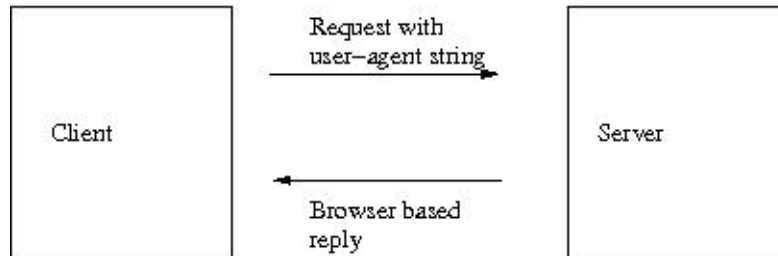 Request with
user–agent string
Client
Server
Browser based
reply